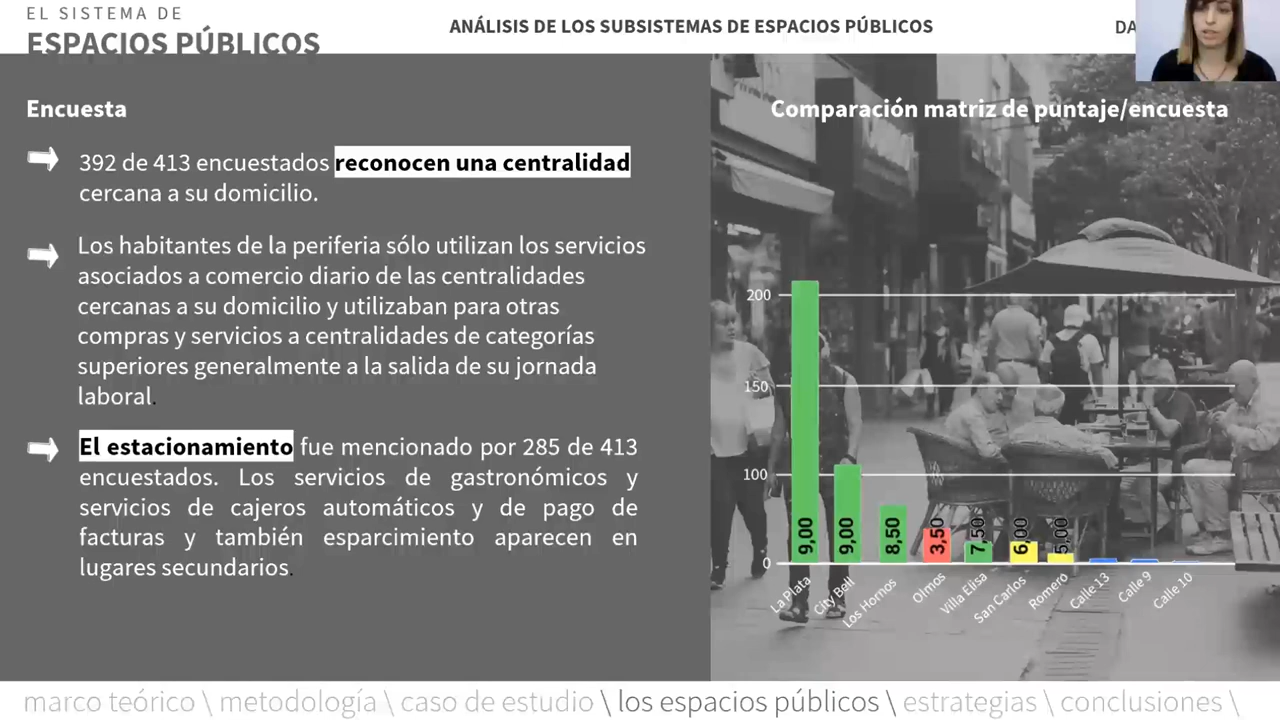 EL SISTEMA DE
ESPACIOS PÚBLICOS
ANÁLISIS DE LOS SUBSISTEMAS DE ESPACIOS PÚBLICOS
DA
Encuesta
392 de 413 encuestados reconocen una centralidad
cercana a su domicilio.
Los habitantes de la periferia sólo utilizan los servicios
asociados a comercio diario de las centralidades
cercanas a su domicilio y utilizaban para otras
compras y servicios a centralidades de categorías
superiores generalmente a la salida de su jornada
laboral.
El estacionamiento fue mencionado por 285 de 413
encuestados. Los servicios de gastronómicos y
servicios de cajeros automáticos y de pago de
facturas y también esparcimiento aparecen en
lugares secundarios.
Comparación matriz de puntaje/encuesta
200
150
100
0
9,00
9,00
8,50
3,50
7,50
6,00
5,00
La Plata
City Bell
Los Hornos
Olmos
Villa Elisa
San Carlos
Romero
Calle 13
Calle 9
Calle 10
marco teórico \ metodología \ caso de estudio \ los espacios públicos \ estrategias \ conclusiones \